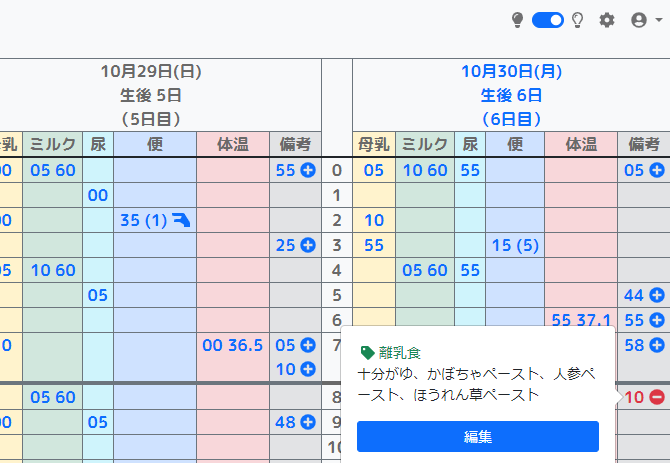 10月29日(日) 10月30日(月)
生後 5日 生後 6日
(5日目) (6日目)
乳 ミルク 尿 便 体温 備考 母乳 ミルク 尿 便 体温 備考
00 05 60 55 0 05 10 60 55 05
00 1
00 35 (1) 2 10
25 3 55 15 (5)
05 10 60 4 05 60 55
05 5 44
6 55 37.1 55
0 00 36.5 05 7 58
10
05 60 8 10
00 05 48 9
10
離乳食
十分がゆ、かぼちゃペースト、人参ペ
ースト、ほうれん草ペースト
編集